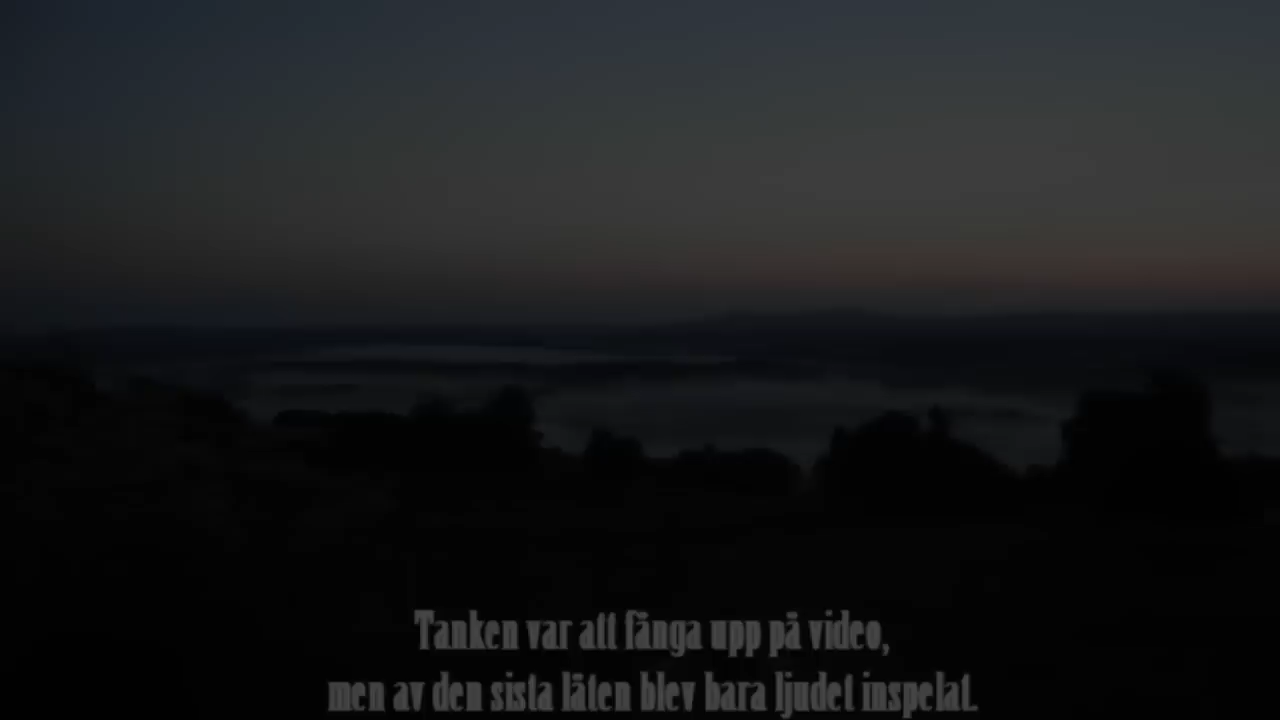 Tanken var att fånga upp på video,
men av den sista låten blev bara ljudet inspelat.